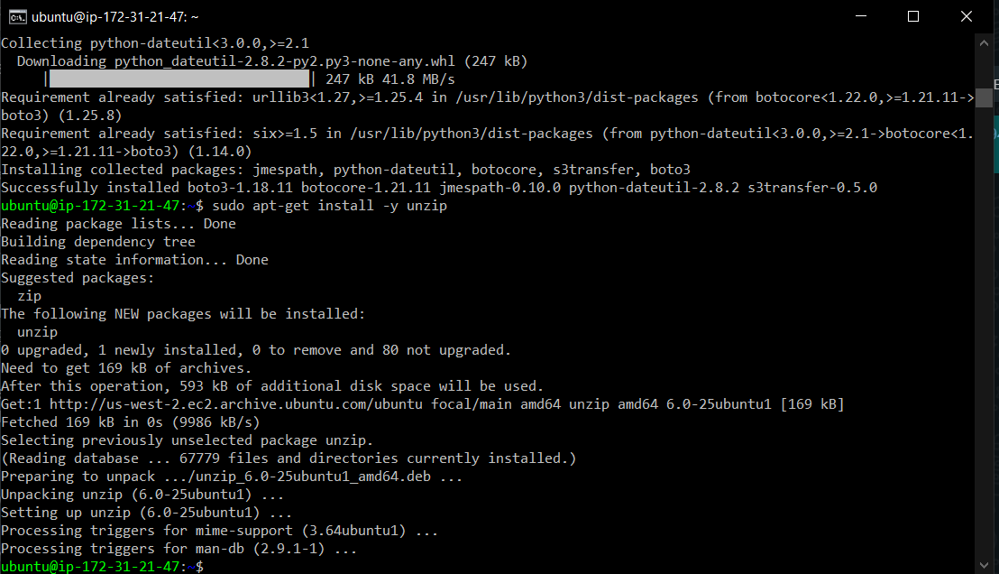 ubuntu@ip-172-31-21-47: ~
Collecting python-dateutil<3.0.0,>=2.1
  Downloading python_dateutil-2.8.2-py2.py3-none-any.whl (247 kB)
     |████████████████████████████████| 247 kB 41.8 MB/s
Requirement already satisfied: urllib3<1.27,>=1.25.4 in /usr/lib/python3/dist-packages (from botocore<1.22.0,>=1.21.11->
boto3) (1.25.8)
Requirement already satisfied: six>=1.5 in /usr/lib/python3/dist-packages (from python-dateutil<3.0.0,>=2.1->botocore<1.
22.0,>=1.21.11->boto3) (1.14.0)
Installing collected packages: jmespath, python-dateutil, botocore, s3transfer, boto3
Successfully installed boto3-1.18.11 botocore-1.21.11 jmespath-0.10.0 python-dateutil-2.8.2 s3transfer-0.5.0
ubuntu@ip-172-31-21-47:~$ sudo apt-get install -y unzip
Reading package lists... Done
Building dependency tree
Reading state information... Done
Suggested packages:
  zip
The following NEW packages will be installed:
  unzip
0 upgraded, 1 newly installed, 0 to remove and 80 not upgraded.
Need to get 169 kB of archives.
After this operation, 593 kB of additional disk space will be used.
Get:1 http://us-west-2.ec2.archive.ubuntu.com/ubuntu focal/main amd64 unzip amd64 6.0-25ubuntu1 [169 kB]
Fetched 169 kB in 0s (9986 kB/s)
Selecting previously unselected package unzip.
(Reading database ... 67779 files and directories currently installed.)
Preparing to unpack .../unzip_6.0-25ubuntu1_amd64.deb ...
Unpacking unzip (6.0-25ubuntu1) ...
Setting up unzip (6.0-25ubuntu1) ...
Processing triggers for mime-support (3.64ubuntu1) ...
Processing triggers for man-db (2.9.1-1) ...
ubuntu@ip-172-31-21-47:~$